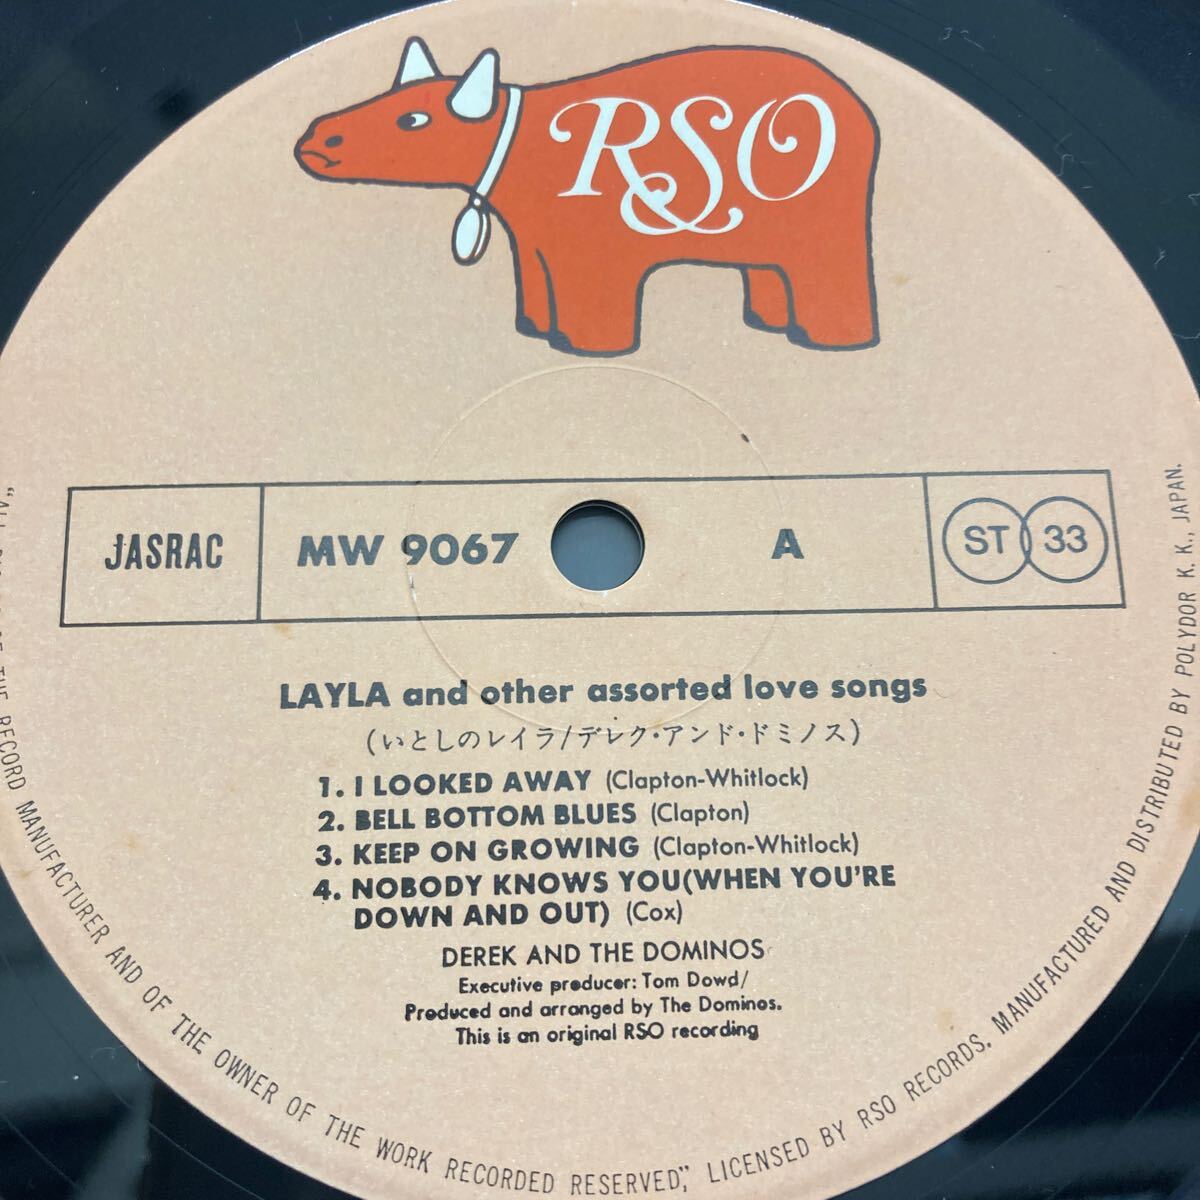 RSO
JASRAC MW 9067 A ST 33
LAYLA and other assorted love songs
(いとしのレイラ/デレク・アンド・ドミノス)
1. I LOOKED AWAY (Clapton-Whitlock)
2. BELL BOTTOM BLUES (Clapton)
3. KEEP ON GROWING (Clapton-Whitlock)
4. NOBODY KNOWS YOU(WHEN YOU'RE
DOWN AND OUT) (Cox)
DEREK AND THE DOMINOS
Executive producer: Tom Dowd/
Produced and arranged by The Dominos.
This is an original RSO recording
OF THE RECORD MANUFACTURER AND OF THE OWNER OF THE WORK RECORDED RESERVED", LICENSED BY RSO RECORDS. MANUFACTURED AND DISTRIBUTED BY POLYDOR K. K., JAPAN.